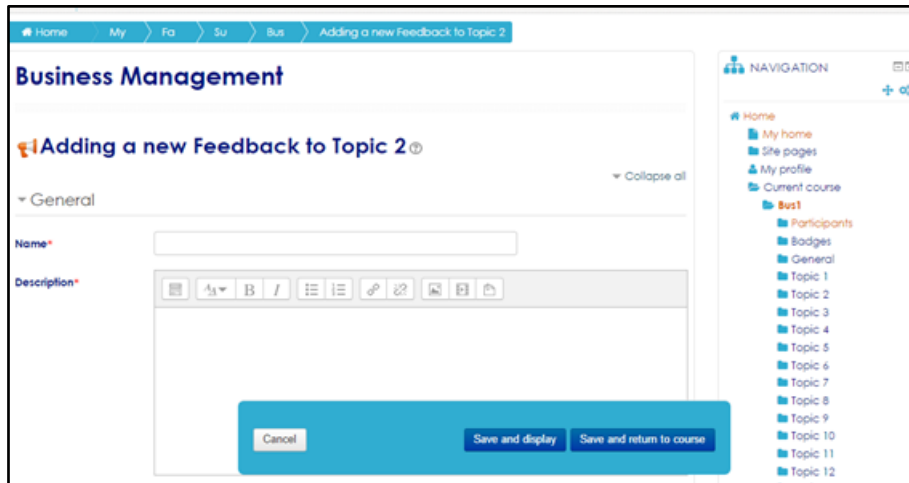 Home My Fa Su Bus Adding a new Feedback to Topic 2
Business Management
Adding a new Feedback to Topic 2
Collapse all
General
Name*
Description*
B I
Cancel Save and display Save and return to course
NAVIGATION
Home
My home
Site pages
My profile
Current course
Bus1
Participants
Badges
General
Topic 1
Topic 2
Topic 3
Topic 4
Topic 5
Topic 6
Topic 7
Topic 8
Topic 9
Topic 10
Topic 11
Topic 12